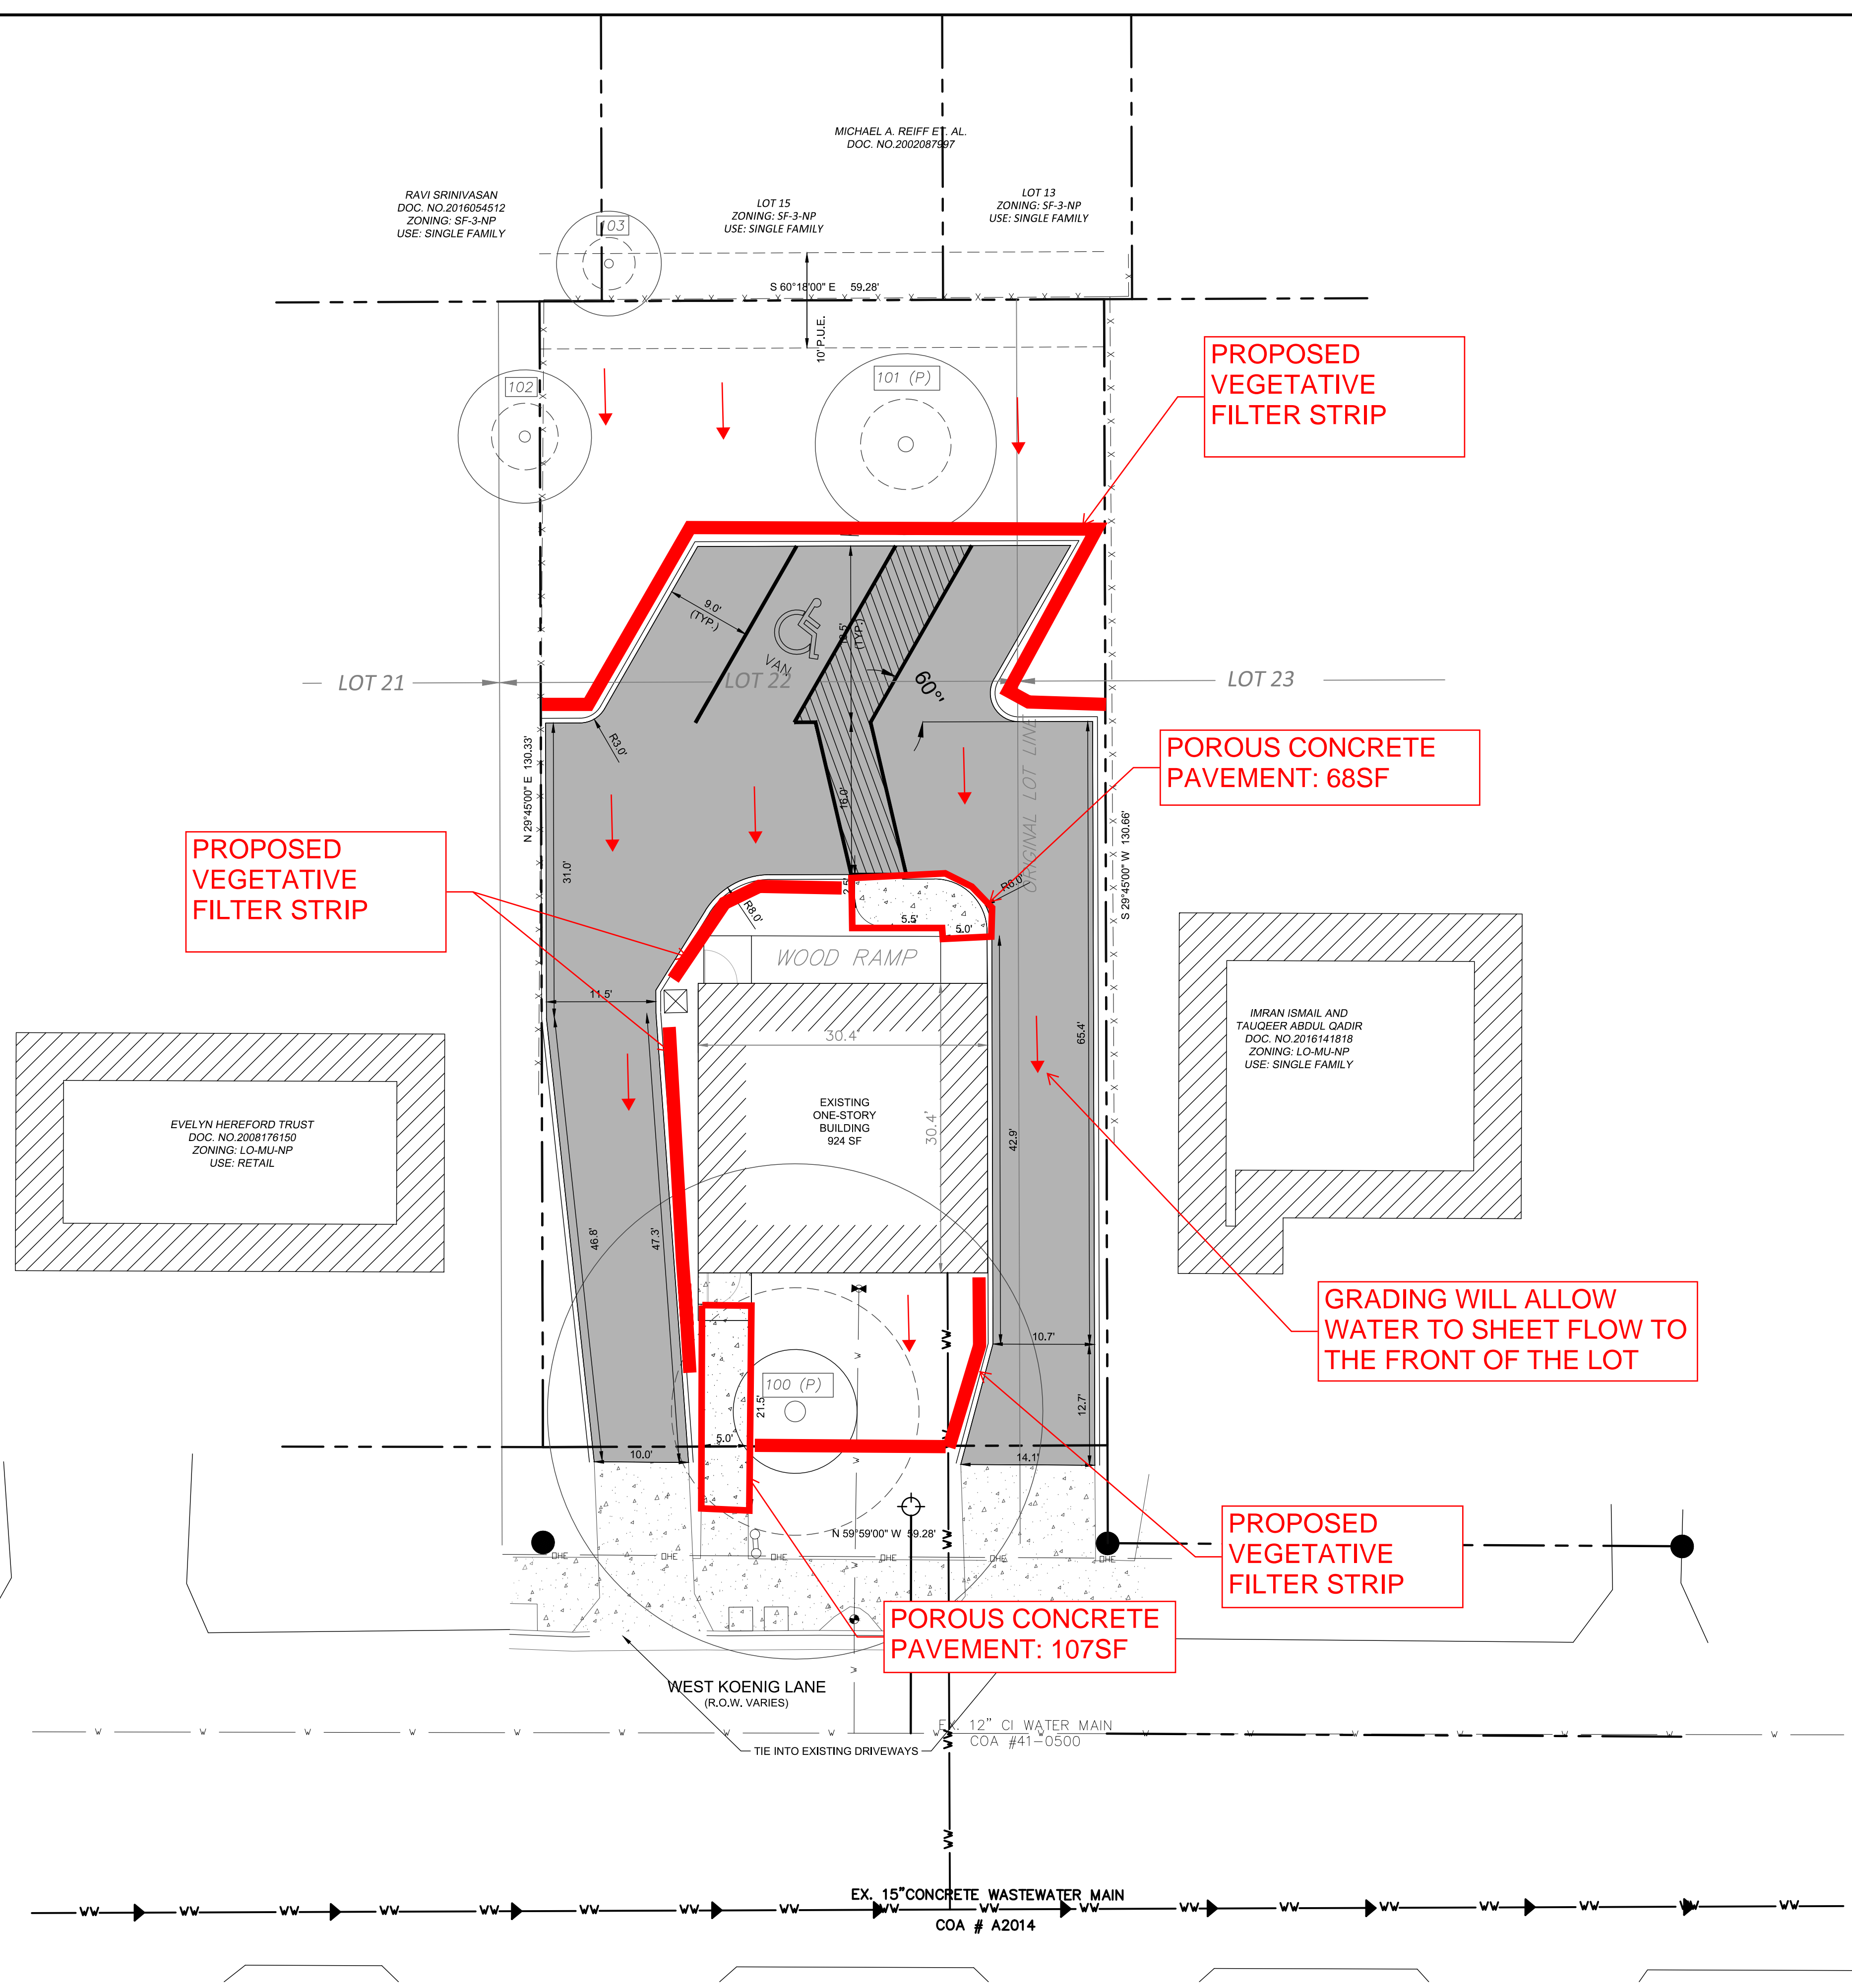 MICHAEL A. REIFF ET. AL.
DOC. NO.2002087997
RAVI SRINIVASAN
DOC. NO.2016054512
ZONING: SF-3-NP
USE: SINGLE FAMILY
103
LOT 15
ZONING: SF-3-NP
USE: SINGLE FAMILY
LOT 13
ZONING: SF-3-NP
USE: SINGLE FAMILY
S 60°18'00" E 59.28'
10' P.U.E.
102
101 (P)
PROPOSED
VEGETATIVE
FILTER STRIP
9.0'
(TYP.)
VAN
(TYP.)
60°
LOT 21
LOT 22
LOT 23
R3.0'
N 29°45'00" E 130.33'
ORIGINAL LOT LINE
POROUS CONCRETE
PAVEMENT: 68SF
16.0'
S 29°45'00" W 130.66'
PROPOSED
VEGETATIVE
FILTER STRIP
31.0'
2.5'
R8.0'
R6.0'
5.5'
5.0'
WOOD RAMP
11.5'
30.4'
65.4'
IMRAN ISMAIL AND
TAUQEER ABDUL QADIR
DOC. NO.2016141818
ZONING: LO-MU-NP
USE: SINGLE FAMILY
EVELYN HEREFORD TRUST
DOC. NO.2008176150
ZONING: LO-MU-NP
USE: RETAIL
EXISTING
ONE-STORY
BUILDING
924 SF
30.4'
42.9'
46.8'
47.3'
GRADING WILL ALLOW
WATER TO SHEET FLOW TO
THE FRONT OF THE LOT
10.7'
100 (P)
21.5'
12.7'
5.0'
10.0'
14.1'
PROPOSED
VEGETATIVE
FILTER STRIP
N 59°59'00" W 59.28'
OHE OHE OHE OHE OHE OHE
POROUS CONCRETE
PAVEMENT: 107SF
WEST KOENIG LANE
(R.O.W. VARIES)
EX. 12" CI WATER MAIN
COA #41-0500
TIE INTO EXISTING DRIVEWAYS
EX. 15"CONCRETE WASTEWATER MAIN
COA # A2014